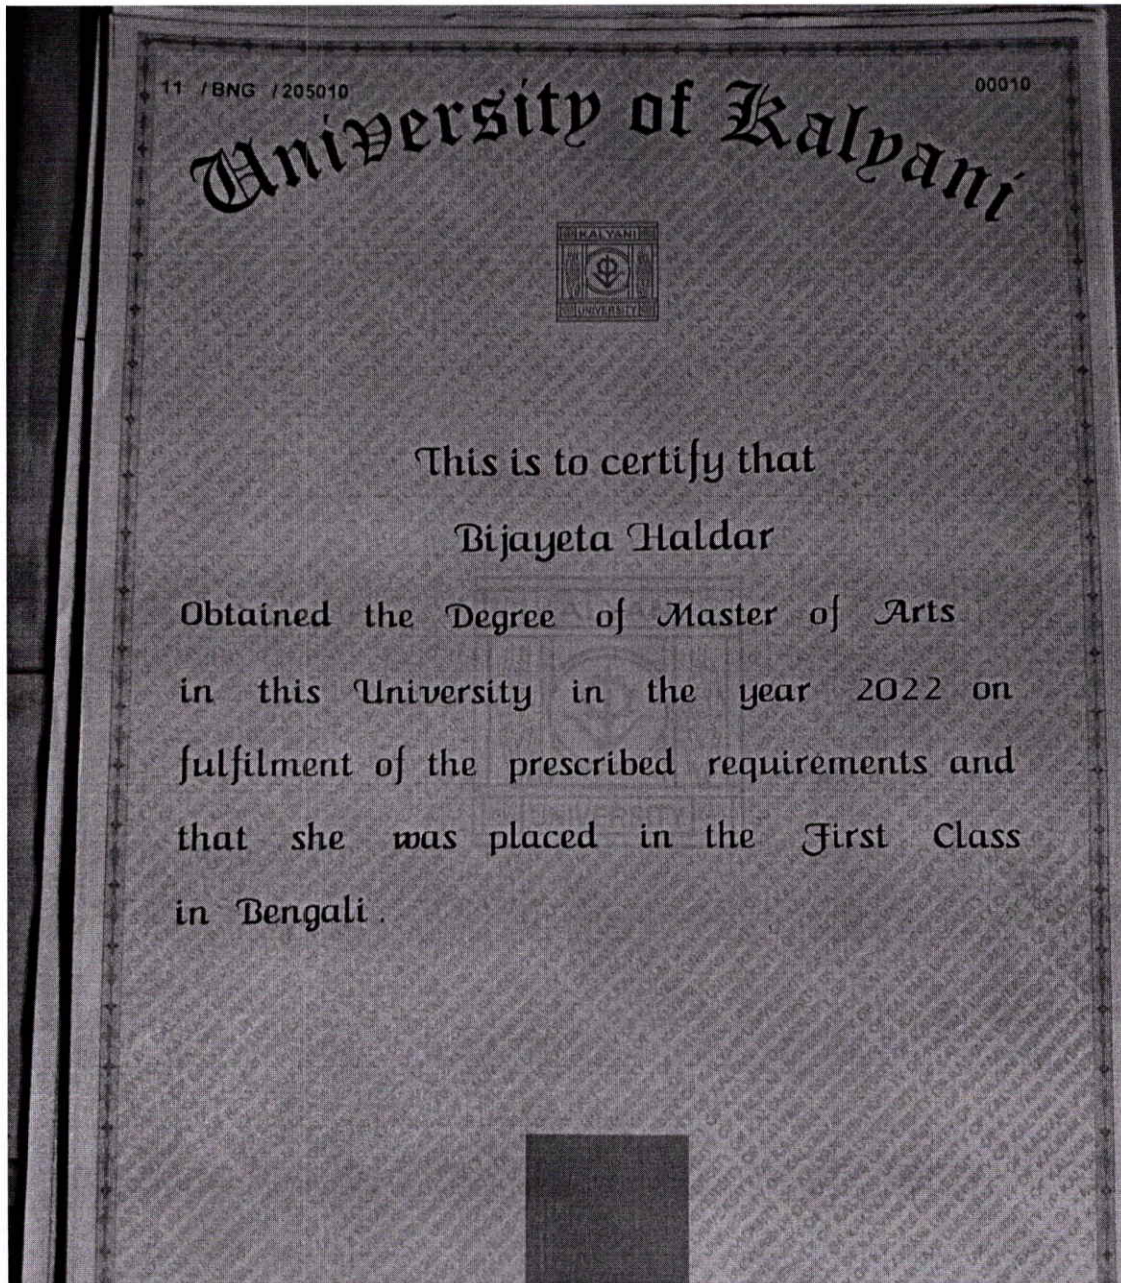 11 / BNG / 205010
00010
University of Kalyani
KALYANI
UNIVERSITY
This is to certify that
Bijayeta Haldar
Obtained the Degree of Master of Arts
in this University in the year 2022 on
fulfilment of the prescribed requirements and
that she was placed in the First Class
in Bengali.
UNIVERSITY